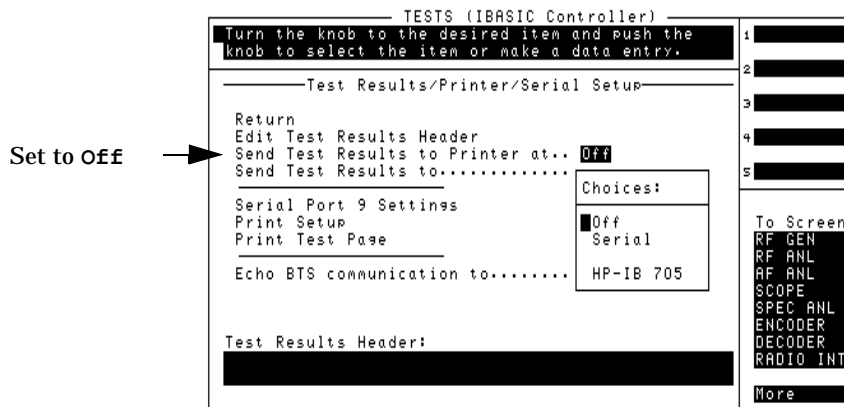 TESTS (IBASIC Controller)
Turn the knob to the desired item and push the
knob to select the item or make a data entry.
Test Results/Printer/Serial Setup
Return
Edit Test Results Header
Set to Off
Send Test Results to Printer at.. Off
Send Test Results to.............
Choices:
Off
Serial
HP-IB 705
Serial Port 9 Settings
Print Setup
Print Test Page
Echo BTS communication to........
Test Results Header:
1
2
3
4
5
To Screen
RF GEN
RF ANL
AF ANL
SCOPE
SPEC ANL
ENCODER
DECODER
RADIO INT
More